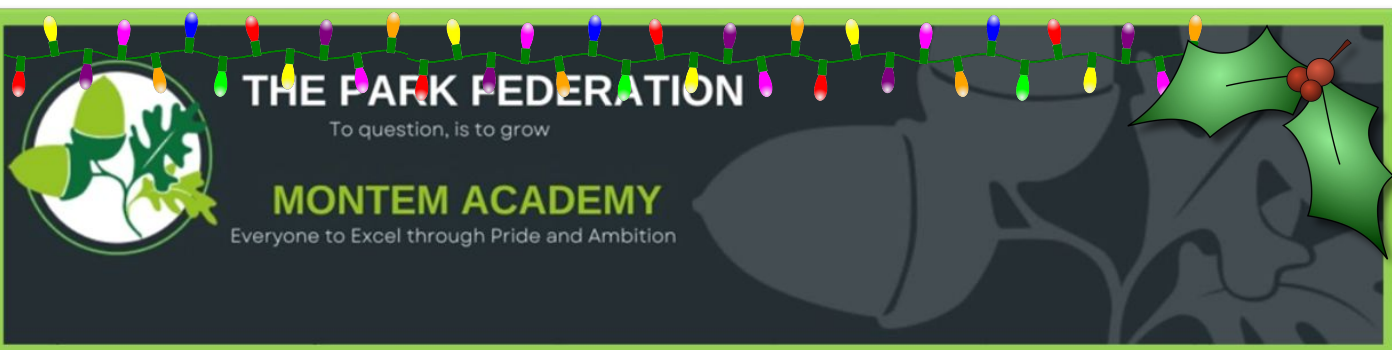 THE PARK FEDERATION
To question, is to grow
MONTEM ACADEMY
Everyone to Excel through Pride and Ambition